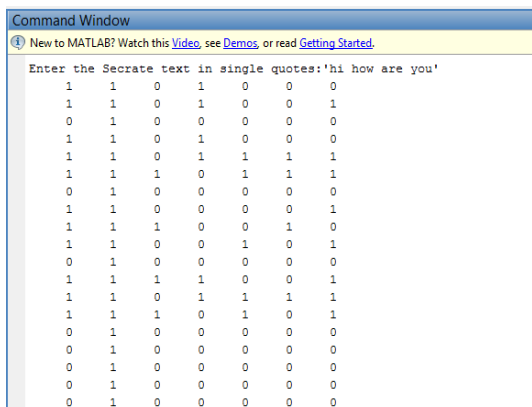 Command Window
New to MATLAB? Watch this Video, see Demos, or read Getting Started.
Enter the Secrate text in single quotes:'hi how are you'
1 1 0 1 0 0 0
1 1 0 1 0 0 1
0 1 0 0 0 0 0
1 1 0 1 0 0 0
1 1 0 1 1 1 1
1 1 1 0 1 1 1
0 1 0 0 0 0 0
1 1 0 0 0 0 1
1 1 1 0 0 1 0
1 1 0 0 1 0 1
0 1 0 0 0 0 0
1 1 1 1 0 0 1
1 1 0 1 1 1 1
1 1 1 0 1 0 1
0 1 0 0 0 0 0
0 1 0 0 0 0 0
0 1 0 0 0 0 0
0 1 0 0 0 0 0
0 1 0 0 0 0 0